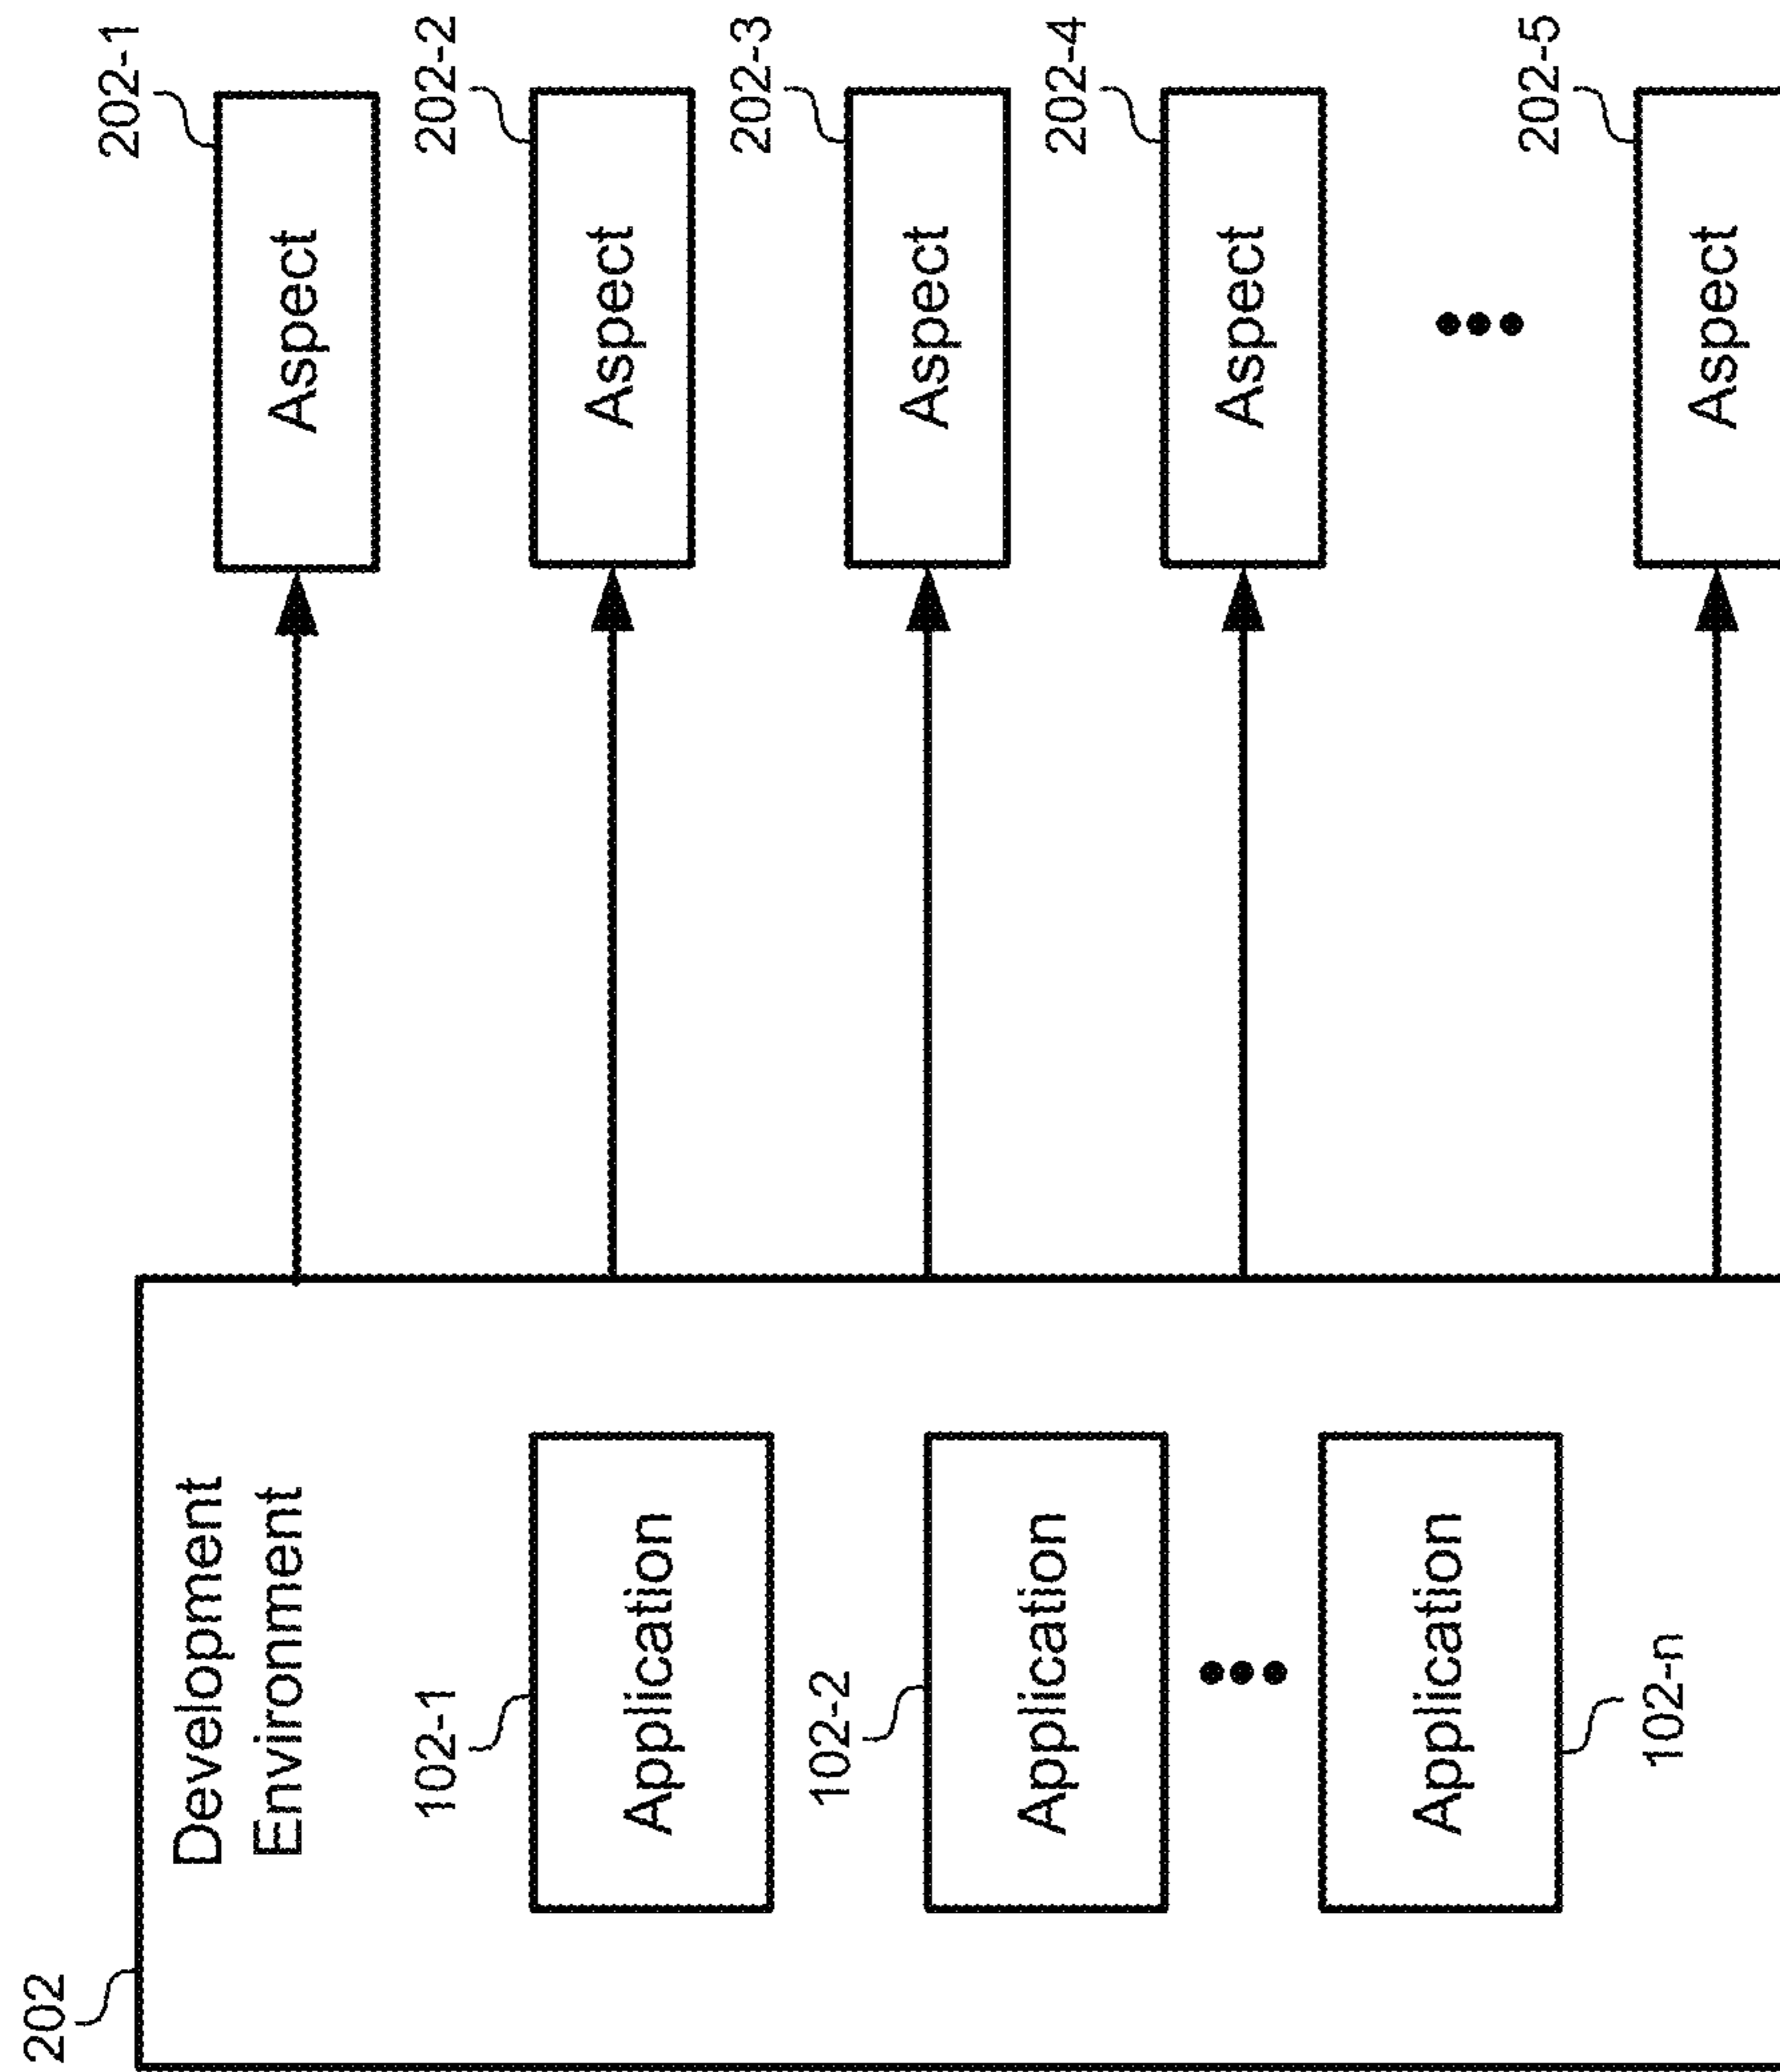 202
Development
Environment
102-1
Application
102-2
Application
102-n
Application
202-1
Aspect
202-2
Aspect
202-3
Aspect
202-4
Aspect
202-5
Aspect